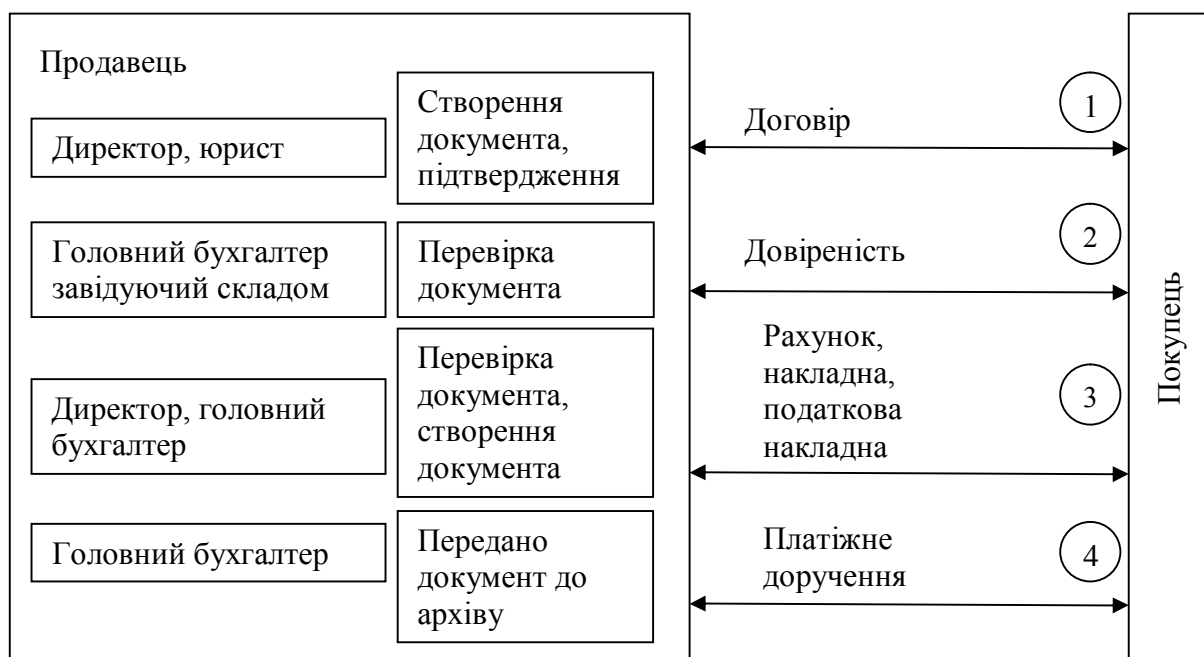 Продавець
Директор, юрист
Створення
документа,
підтвердження
Договір
1
Головний бухгалтер
завідуючий складом
Перевірка
документа
Довіреність
2
Директор, головний
бухгалтер
Перевірка
документа,
створення
документа
Рахунок,
накладна,
податкова
накладна
3
Головний бухгалтер
Передано
документ до
архіву
Платіжне
доручення
4
Покупець